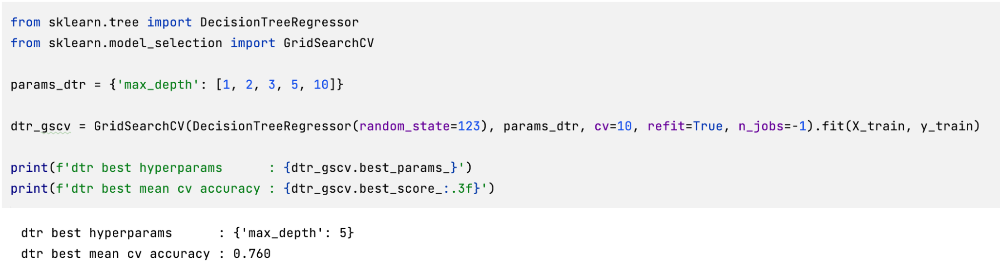 from sklearn.tree import DecisionTreeRegressor
from sklearn.model_selection import GridSearchCV
params_dtr = {'max_depth': [1, 2, 3, 5, 10]}
dtr_gscv = GridSearchCV(DecisionTreeRegressor(random_state=123), params_dtr, cv=10, refit=True, n_jobs=-1).fit(X_train, y_train)
print(f'dtr best hyperparams      : {dtr_gscv.best_params_}')
print(f'dtr best mean cv accuracy : {dtr_gscv.best_score_:.3f}')
dtr best hyperparams      : {'max_depth': 5}
dtr best mean cv accuracy : 0.760